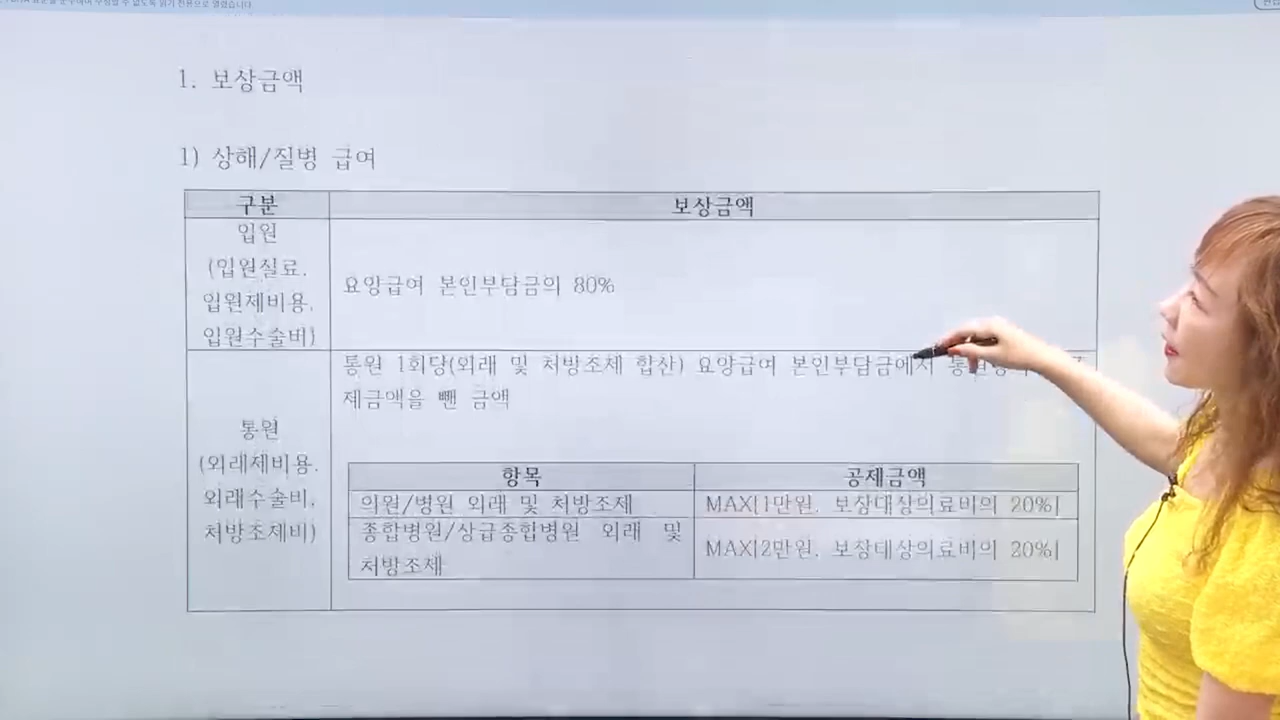 1. 보상금액
1) 상해/질병 급여
구분
보상금액
입원
(입원실료,
입원제비용,
입원수술비)
요양급여 본인부담금의 80%
통원
(외래제비용,
외래수술비,
처방조제비)
통원 1회당(외래 및 처방조제 합산) 요양급여 본인부담금에서
제금액을 뺀 금액
항목
공제금액
의원/병원 외래 및 처방조제
MAX[1만원, 보상대상의료비의 20%]
종합병원/상급종합병원 외래 및
처방조제
MAX[2만원, 보상대상의료비의 20%]